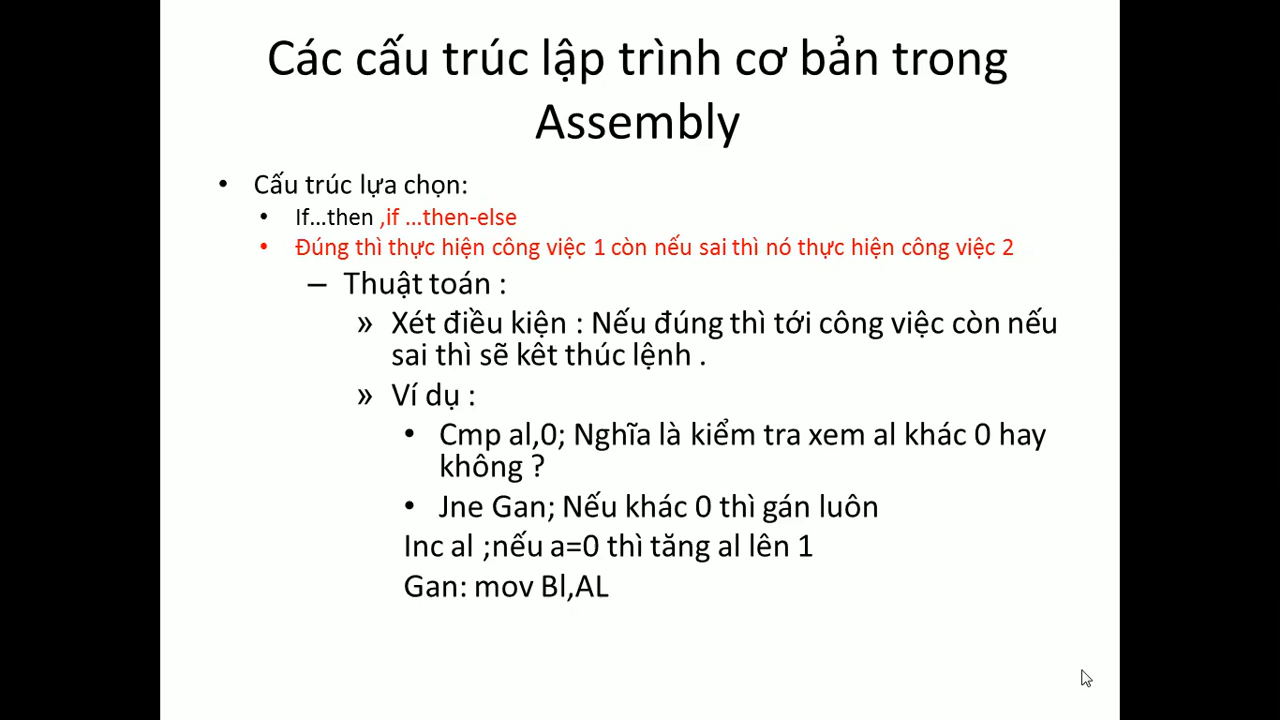 Các cấu trúc lập trình cơ bản trong
Assembly
• Cấu trúc lựa chọn:
• If...then ,if ...then-else
• Đúng thì thực hiện công việc 1 còn nếu sai thì nó thực hiện công việc 2
– Thuật toán :
» Xét điều kiện : Nếu đúng thì tới công việc còn nếu
sai thì sẽ kêt thúc lệnh .
» Ví dụ :
• Cmp al,0; Nghĩa là kiểm tra xem al khác 0 hay
không ?
• Jne Gan; Nếu khác 0 thì gán luôn
Inc al ;nếu a=0 thì tăng al lên 1
Gan: mov Bl,AL